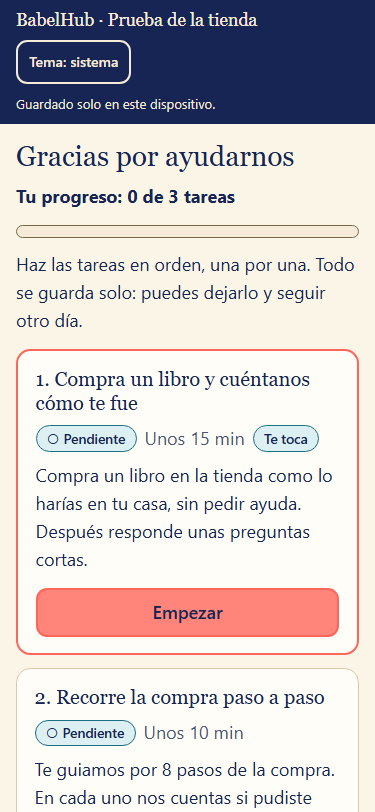 BabelHub · Prueba de la tienda
Tema: sistema
Guardado solo en este dispositivo.
Gracias por ayudarnos
Tu progreso: 0 de 3 tareas
Haz las tareas en orden, una por una. Todo
se guarda solo: puedes dejarlo y seguir
otro día.
1. Compra un libro y cuéntanos
cómo te fue
Pendiente Unos 15 min Te toca
Compra un libro en la tienda como lo
harías en tu casa, sin pedir ayuda.
Después responde unas preguntas
cortas.
Empezar
2. Recorre la compra paso a paso
Pendiente Unos 10 min
Te guiamos por 8 pasos de la compra.
En cada uno nos cuentas si pudiste